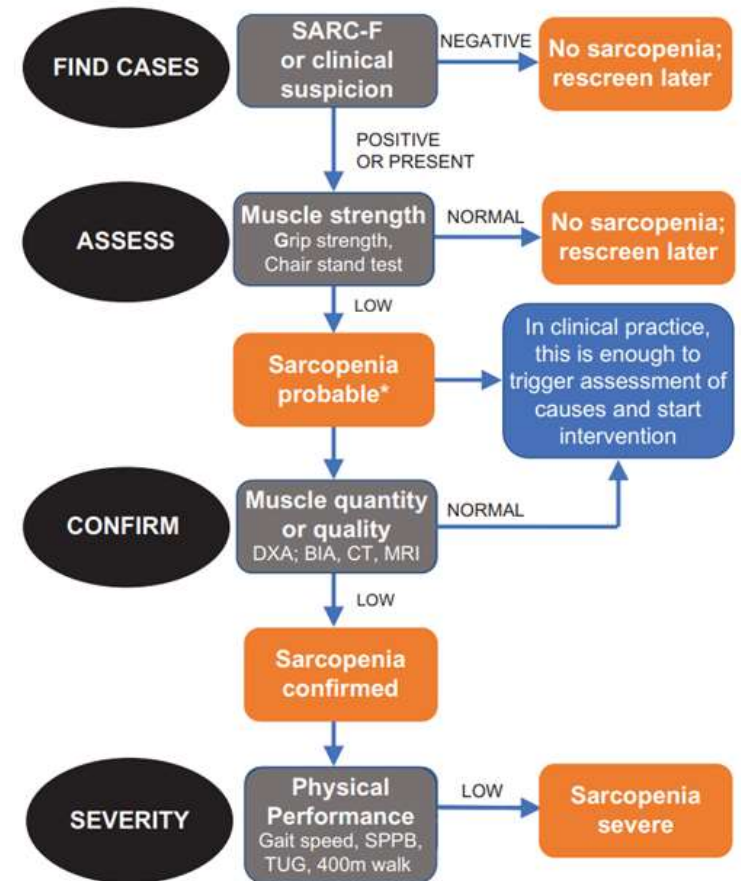 FIND CASES
SARC-F
or clinical
suspicion
NEGATIVE
No sarcopenia;
rescreen later
POSITIVE
OR PRESENT
ASSESS
Muscle strength
Grip strength,
Chair stand test
NORMAL
No sarcopenia;
rescreen later
LOW
Sarcopenia
probable*
In clinical practice,
this is enough to
trigger assessment of
causes and start
intervention
CONFIRM
Muscle quantity
or quality
DXA; BIA, CT, MRI
NORMAL
LOW
Sarcopenia
confirmed
SEVERITY
Physical
Performance
Gait speed, SPPB,
TUG, 400m walk
LOW
Sarcopenia
severe